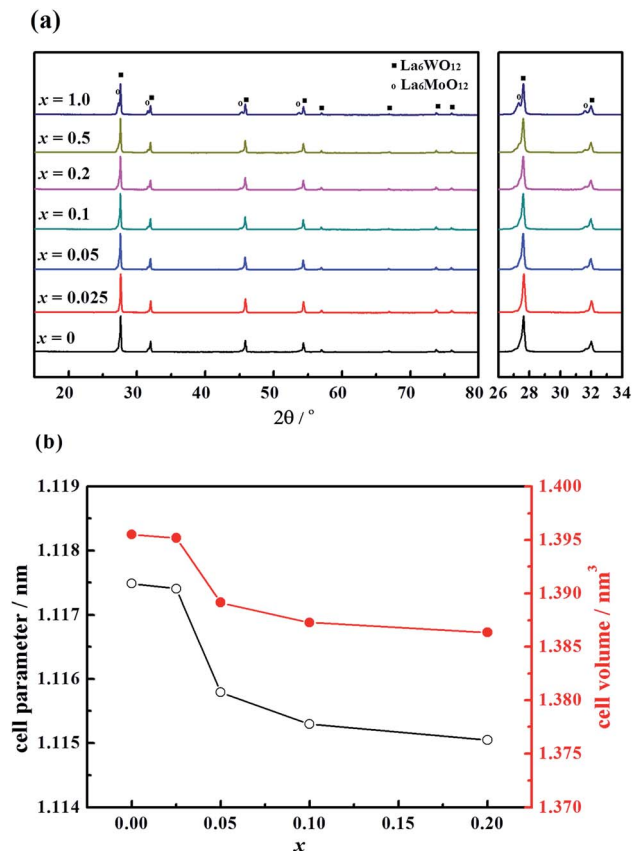 (a)
■ La₆WO₁₂
o La₆MoO₁₂
x = 1.0
x = 0.5
x = 0.2
x = 0.1
x = 0.05
x = 0.025
x = 0
20 30 40 50 60 70 80
26 28 30 32 34
2θ / °
(b)
1.119
1.118
1.117
1.116
1.115
1.114
cell parameter / nm
1.400
1.395
1.390
1.385
1.380
1.375
1.370
cell volume / nm³
0.00 0.05 0.10 0.15 0.20
x